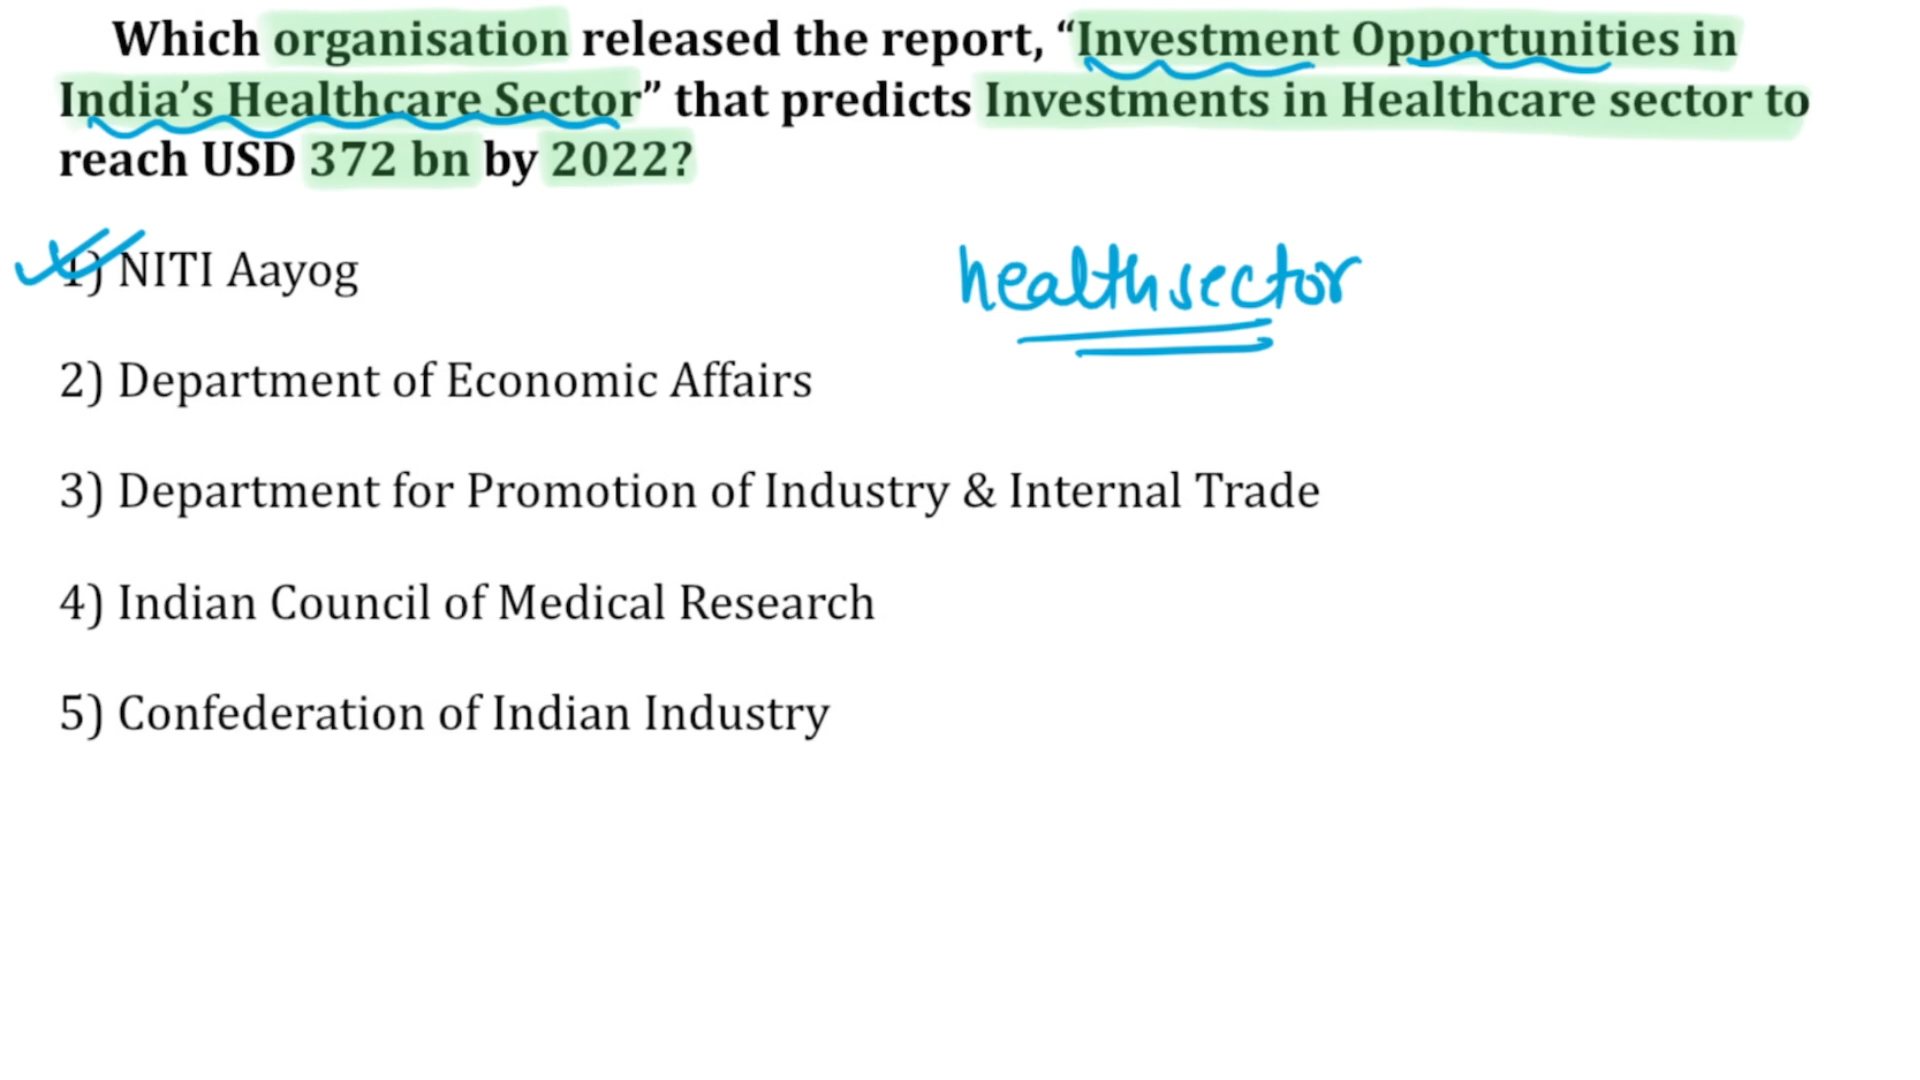 Which organisation released the report, “Investment Opportunities in
India’s Healthcare Sector” that predicts Investments in Healthcare sector to
reach USD 372 bn by 2022?
1) NITI Aayog
health sector
2) Department of Economic Affairs
3) Department for Promotion of Industry & Internal Trade
4) Indian Council of Medical Research
5) Confederation of Indian Industry